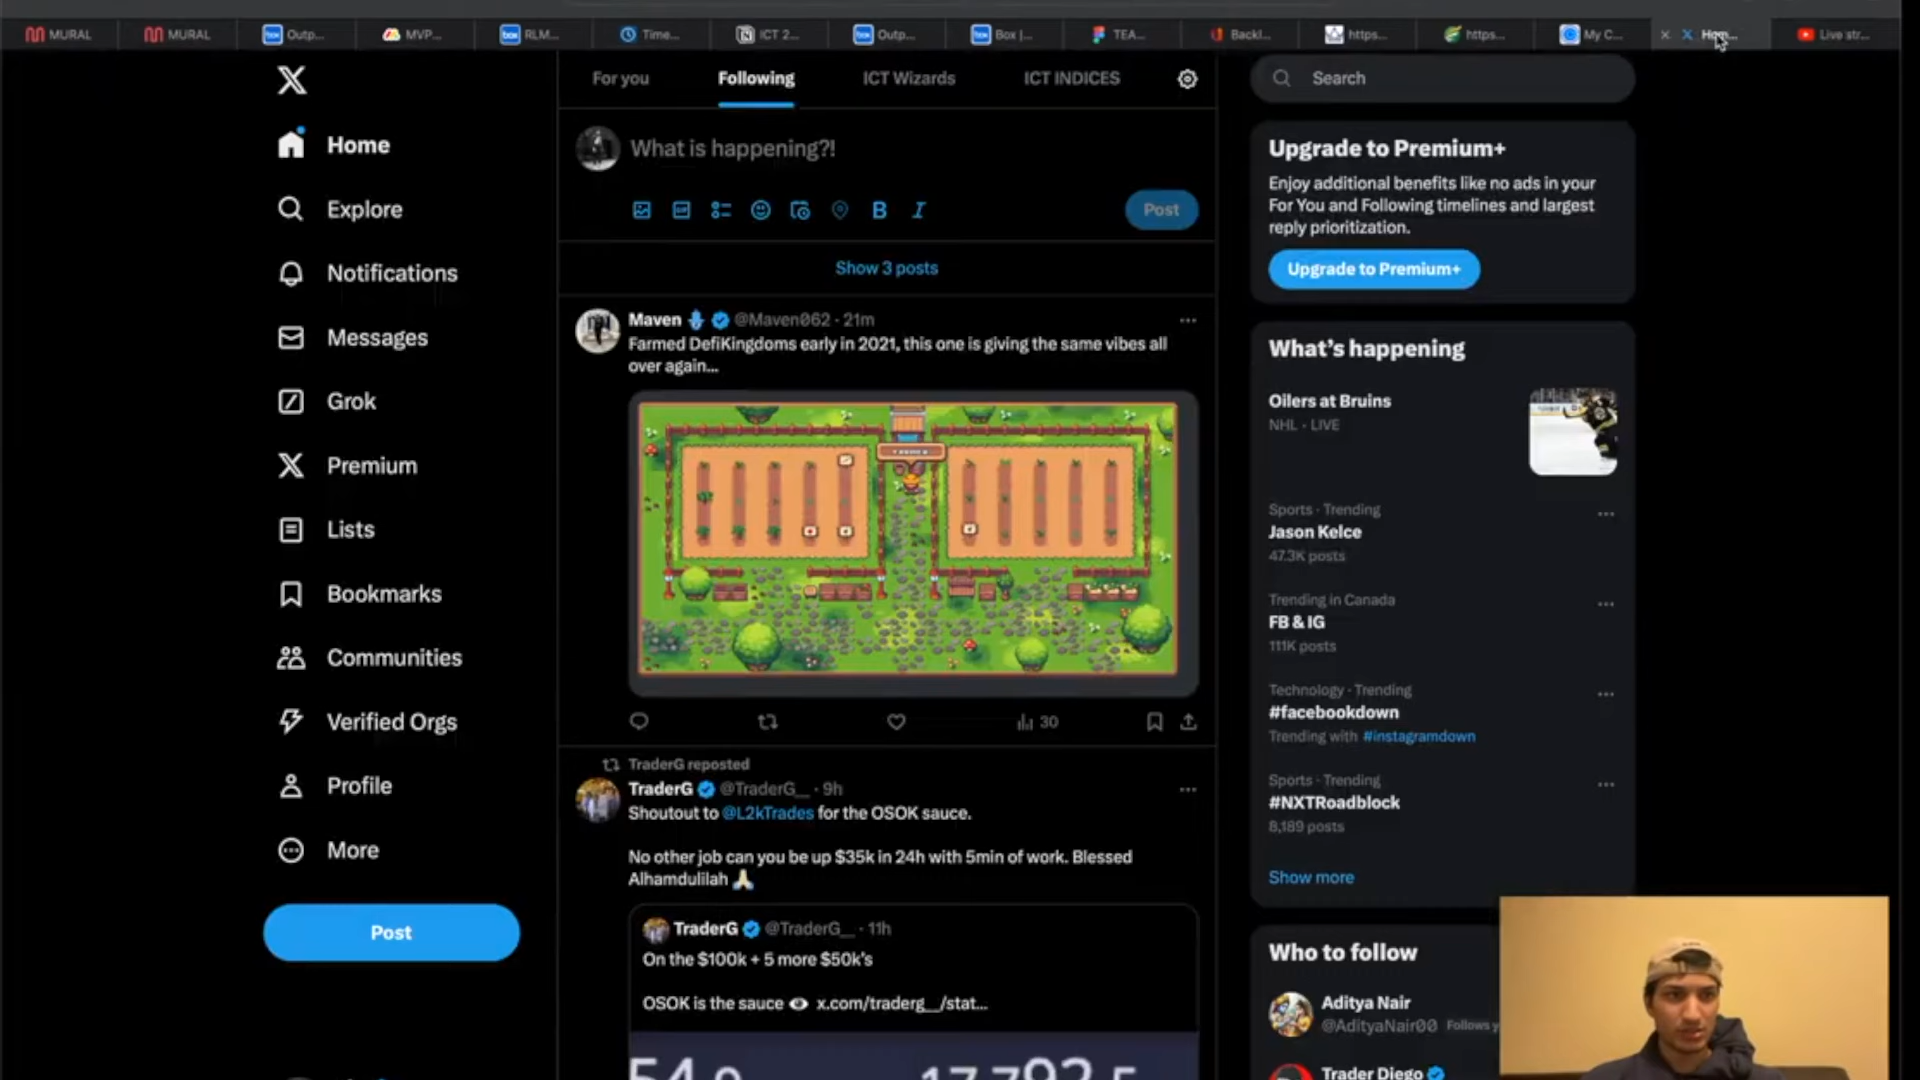 MURAL
MURAL
Outp...
MVP...
RLM...
Time...
ICT 2...
Outp...
Box |...
TEA...
Backl...
https...
https...
My C...
Live str...
Home
Explore
Notifications
Messages
Grok
Premium
Lists
Bookmarks
Communities
Verified Orgs
Profile
More
Post
For you
Following
ICT Wizards
ICT INDICES
What is happening?!
GIF
B
I
Post
Show 3 posts
Maven @Maven062 · 21m
Farmed DefiKingdoms early in 2021, this one is giving the same vibes all
over again...
30
TraderG reposted
TraderG @TraderG__ · 9h
Shoutout to @L2kTrades for the OSOK sauce.
No other job can you be up $35k in 24h with 5min of work. Blessed
Alhamdulilah 🙏
TraderG @TraderG__ · 11h
On the $100k + 5 more $50k's
OSOK is the sauce 👁 x.com/traderg__/stat...
Search
Upgrade to Premium+
Enjoy additional benefits like no ads in your
For You and Following timelines and largest
reply prioritization.
Upgrade to Premium+
What's happening
Oilers at Bruins
NHL · LIVE
Sports · Trending
Jason Kelce
47.3K posts
Trending in Canada
FB & IG
111K posts
Technology · Trending
#facebookdown
Trending with #instagramdown
Sports · Trending
#NXTRoadblock
8,189 posts
Show more
Who to follow
Aditya Nair
@AdityaNair00 Follows y
Trader Diego